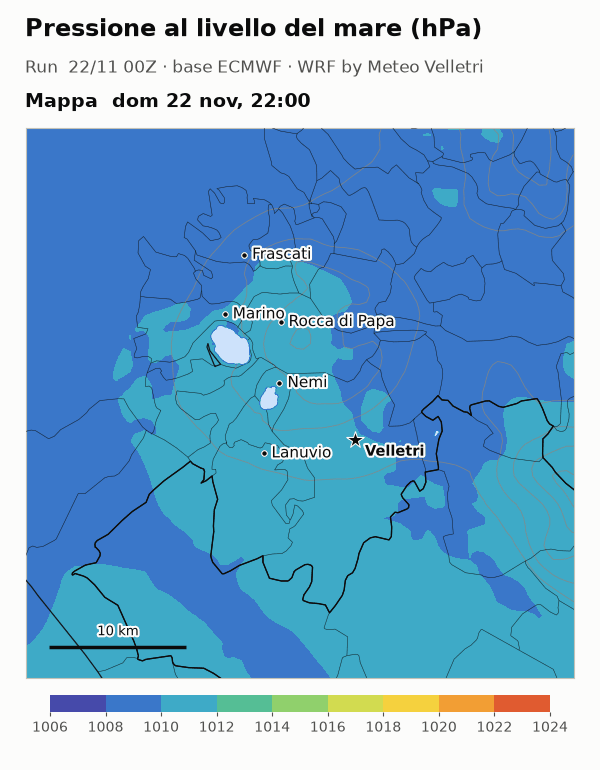 Pressione al livello del mare (hPa)
Run  22/11 00Z · base ECMWF · WRF by Meteo Velletri
Mappa  dom 22 nov, 22:00
Frascati
Marino
Rocca di Papa
Nemi
Velletri
Lanuvio
10 km
1006 1008 1010 1012 1014 1016 1018 1020 1022 1024